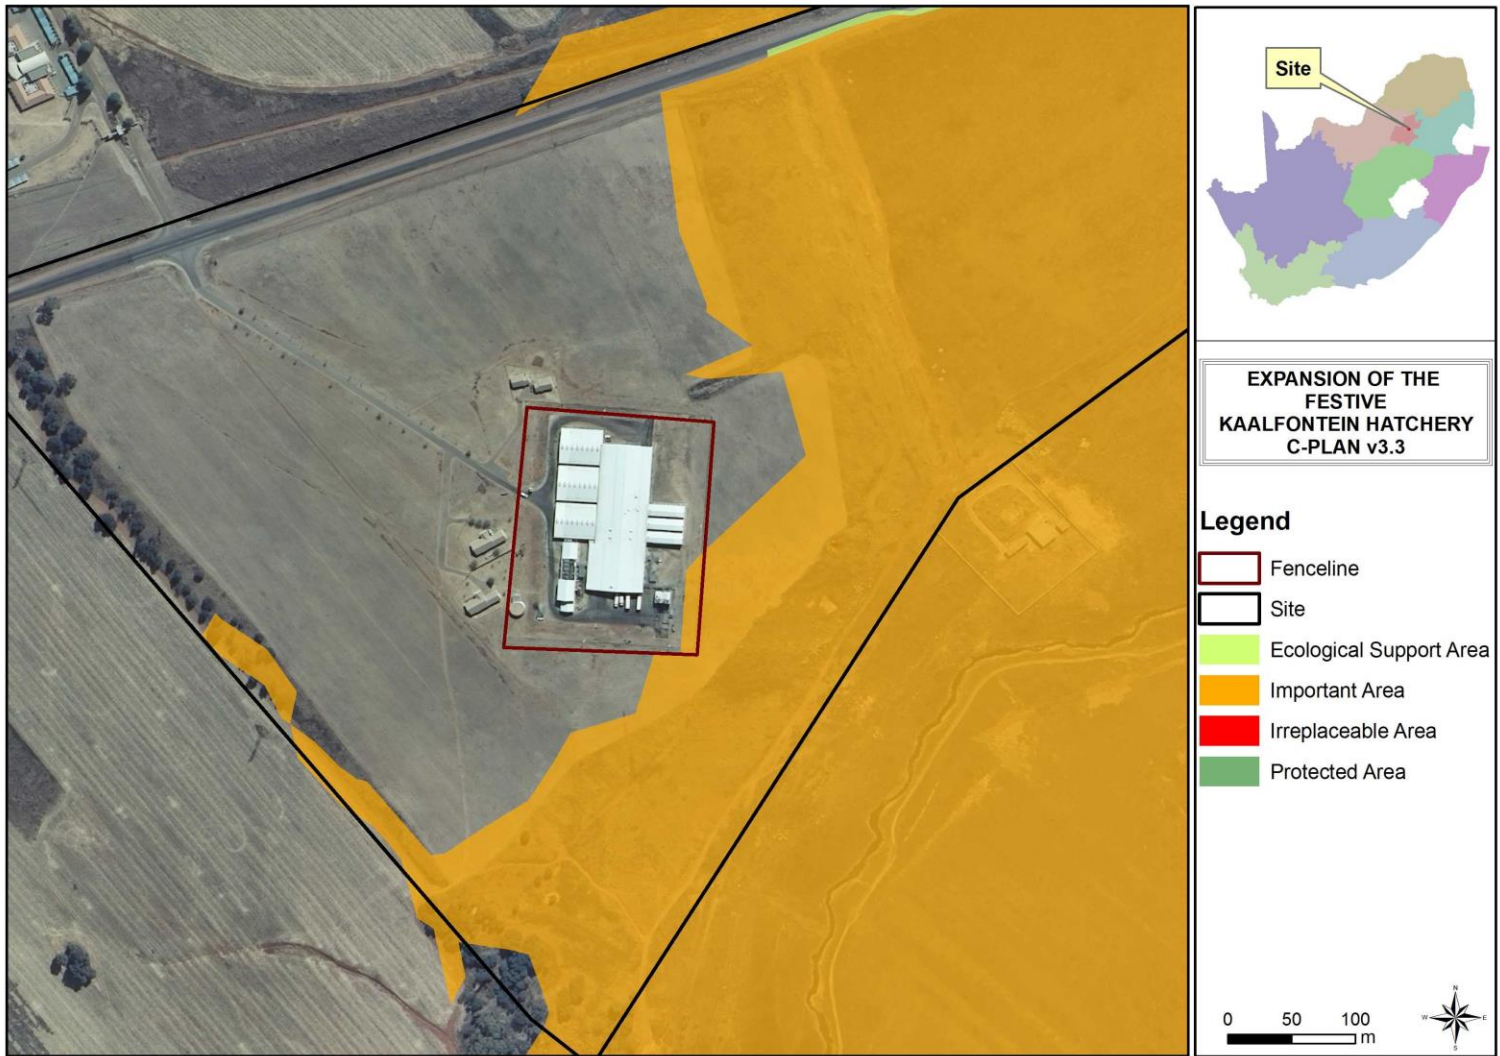 Site
EXPANSION OF THE
FESTIVE
KAALFONTEIN HATCHERY
C-PLAN v3.3
Legend
Fenceline
Site
Ecological Support Area
Important Area
Irreplaceable Area
Protected Area
0 50 100
m
N
W E
S